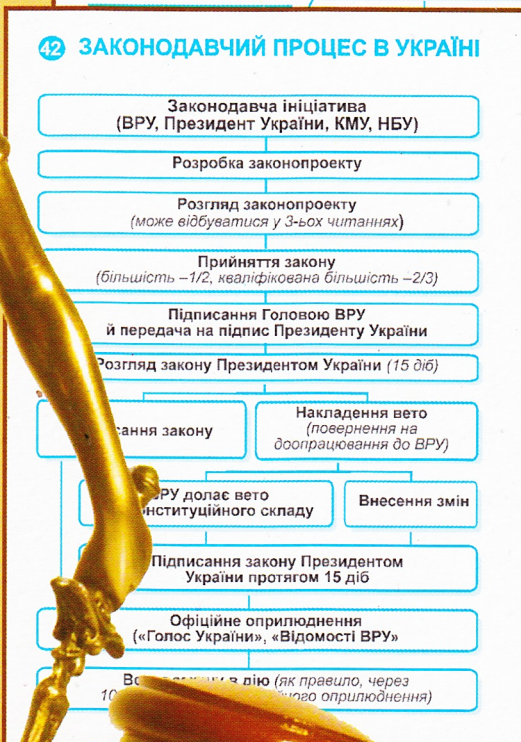 42 ЗАКОНОДАВЧИЙ ПРОЦЕС В УКРАЇНІ
Законодавча ініціатива
(ВРУ, Президент України, КМУ, НБУ)
Розробка законопроекту
Розгляд законопроекту
(може відбуватися у 3-ьох читаннях)
Прийняття закону
(більшість –1/2, кваліфікована більшість –2/3)
Підписання Головою ВРУ
й передача на підпис Президенту України
Розгляд закону Президентом України (15 діб)
закону
Накладення вето
(повернення на
доопрацювання до ВРУ)
ВРУ долає вето
складу
Внесення змін
Підписання закону Президентом
України протягом 15 діб
Офіційне оприлюднення
(«Голос України», «Відомості ВРУ»
в дію (як правило, через
10
оприлюднення)